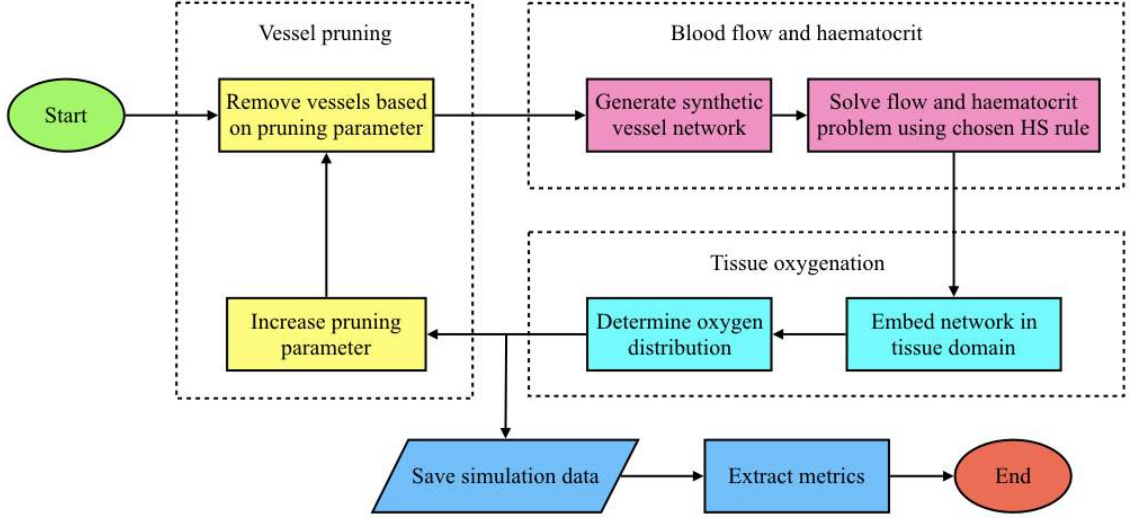 Vessel pruning
Blood flow and haematocrit
Start
Remove vessels based
on pruning parameter
Generate synthetic
vessel network
Solve flow and haematocrit
problem using chosen HS rule
Tissue oxygenation
Increase pruning
parameter
Determine oxygen
distribution
Embed network in
tissue domain
Save simulation data
Extract metrics
End